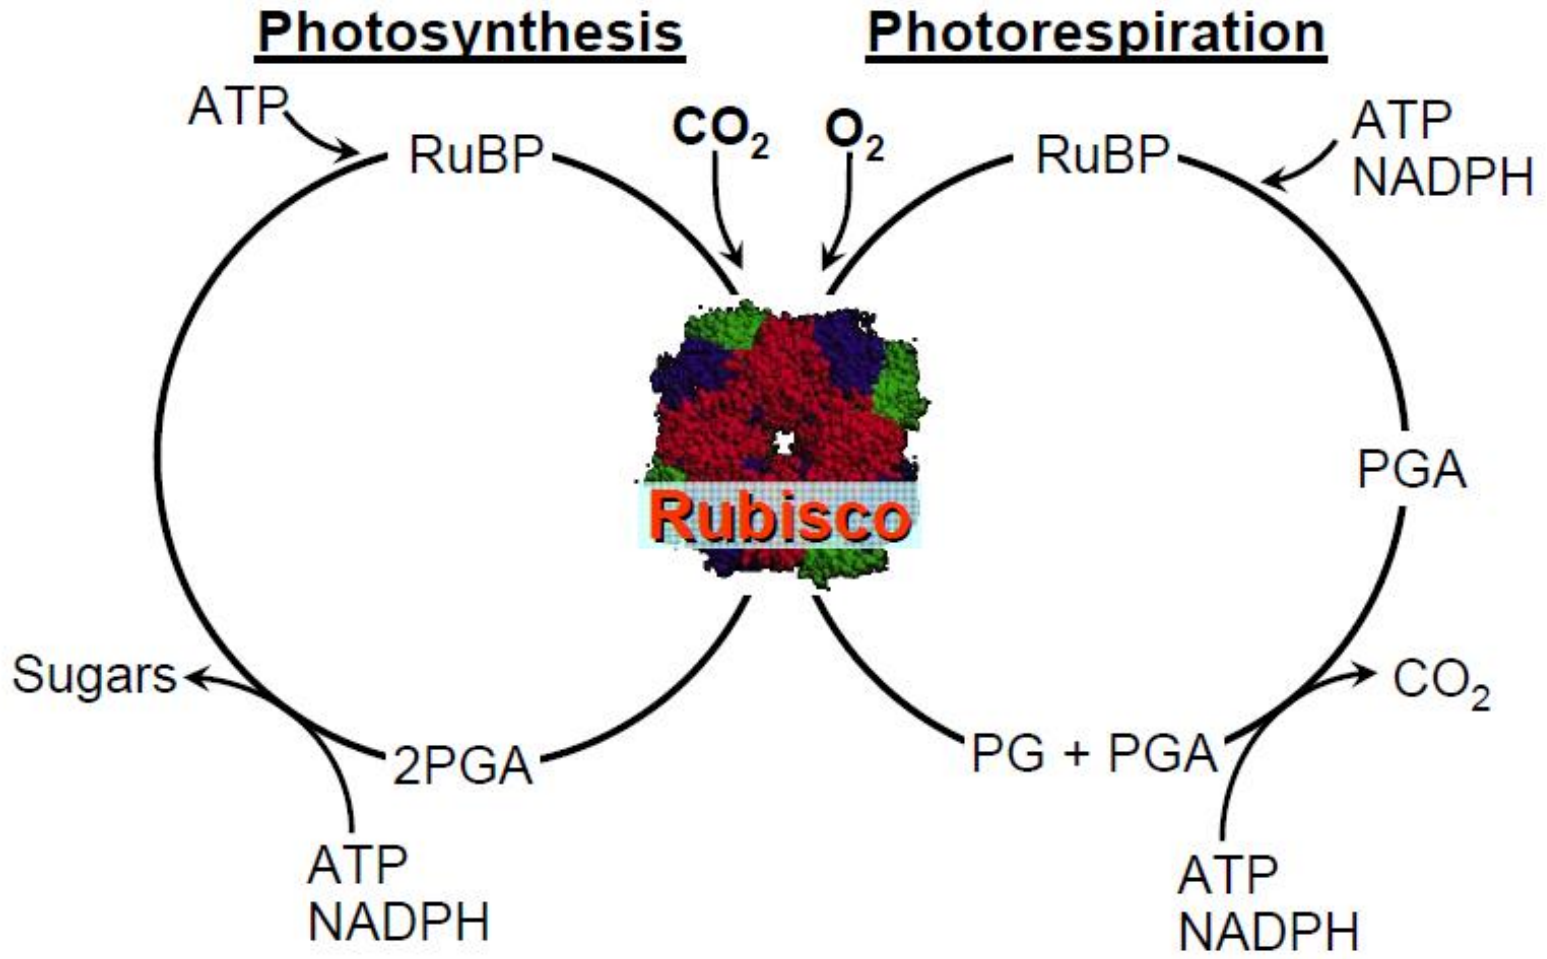 Photosynthesis
Photorespiration
ATP
RuBP
CO₂
O₂
RuBP
ATP
NADPH
Rubisco
PGA
Sugars
2PGA
PG + PGA
CO₂
ATP
NADPH
ATP
NADPH